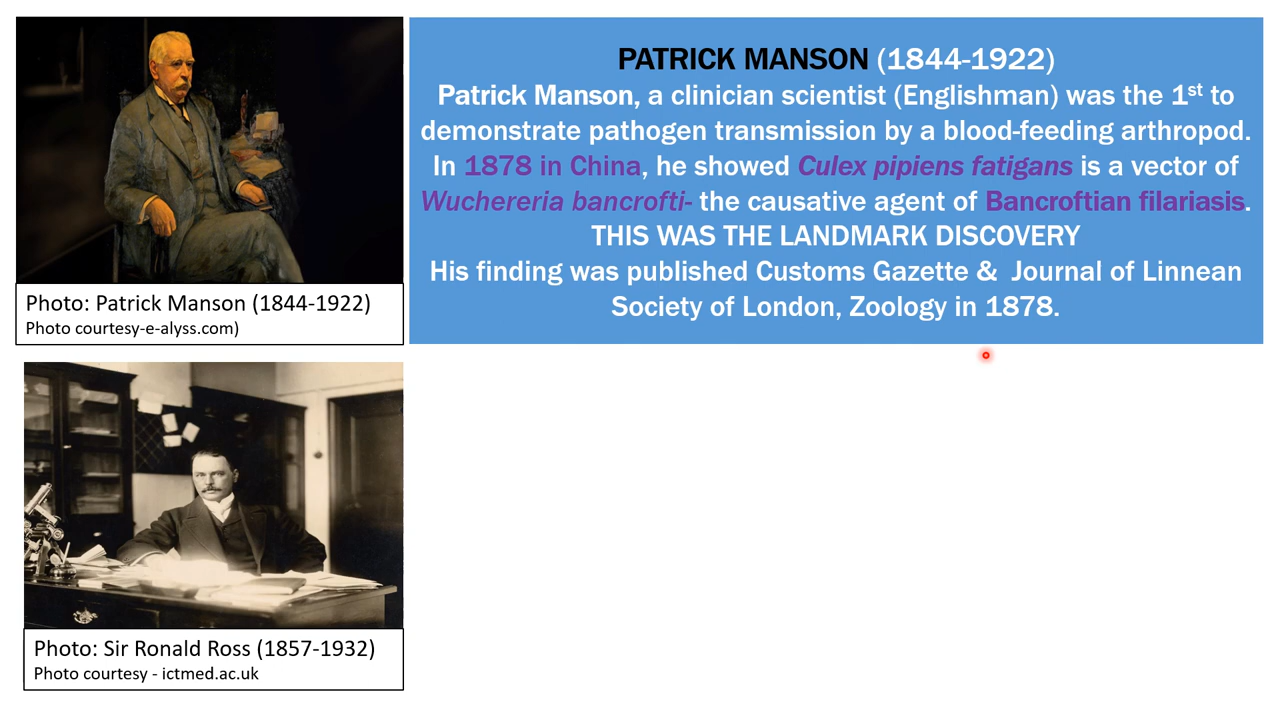 PATRICK MANSON (1844-1922)
Patrick Manson, a clinician scientist (Englishman) was the 1st to
demonstrate pathogen transmission by a blood-feeding arthropod.
In 1878 in China, he showed Culex pipiens fatigans is a vector of
Wuchereria bancrofti- the causative agent of Bancroftian filariasis.
THIS WAS THE LANDMARK DISCOVERY
His finding was published Customs Gazette & Journal of Linnean
Society of London, Zoology in 1878.
Photo: Patrick Manson (1844-1922)
Photo courtesy-e-alyss.com)
Photo: Sir Ronald Ross (1857-1932)
Photo courtesy - ictmed.ac.uk